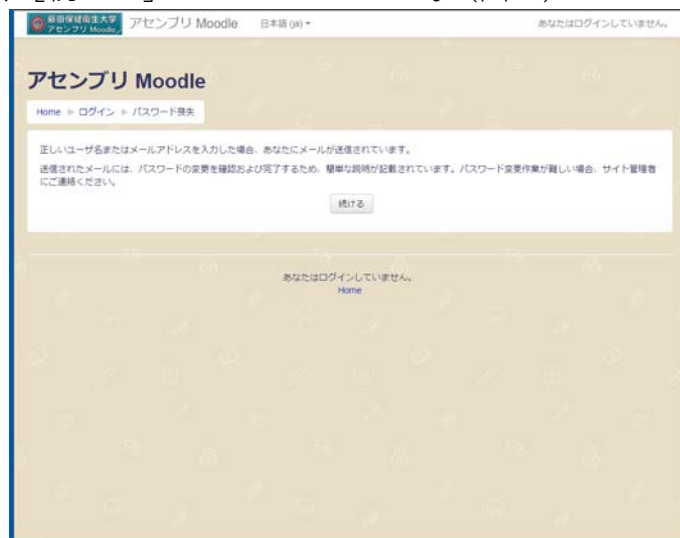 藤田保健衛生大学
アセンブリ Moodle
アセンブリ Moodle
日本語 (ja)
あなたはログインしていません。
アセンブリ Moodle
Home ► ログイン ► パスワード喪失
正しいユーザ名またはメールアドレスを入力した場合、あなたにメールが送信されています。
送信されたメールには、パスワードの変更を確認および完了するため、簡単な説明が記載されています。パスワード変更作業が難しい場合、サイト管理者
にご連絡ください。
続ける
あなたはログインしていません。
Home